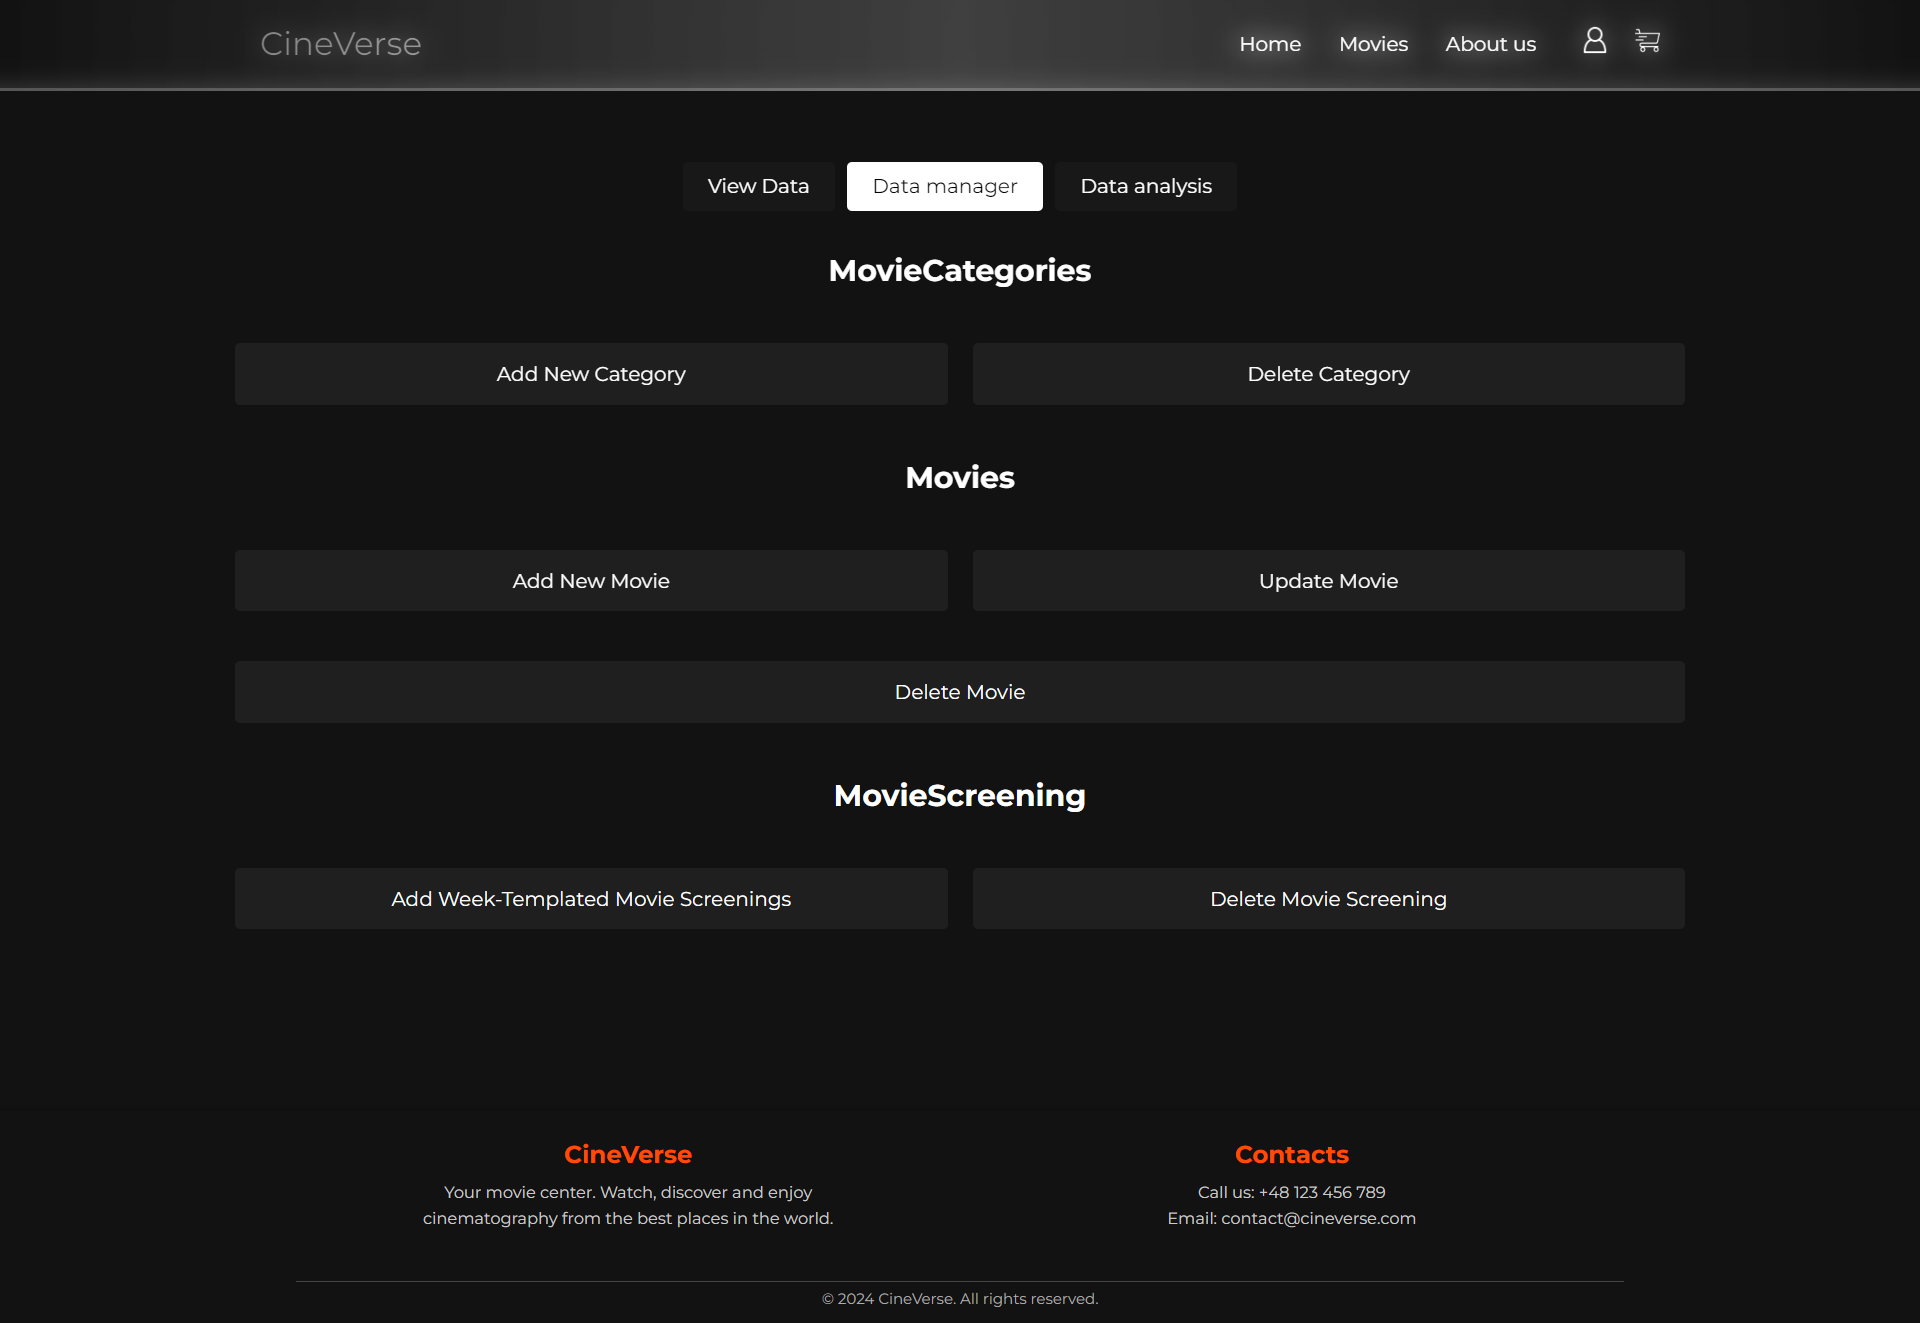 CineVerse
Home Movies About us
View Data Data manager Data analysis
MovieCategories
Add New Category Delete Category
Movies
Add New Movie Update Movie
Delete Movie
MovieScreening
Add Week-Templated Movie Screenings Delete Movie Screening
CineVerse
Your movie center. Watch, discover and enjoy
cinematography from the best places in the world.
Contacts
Call us: +48 123 456 789
Email: contact@cineverse.com
© 2024 CineVerse. All rights reserved.